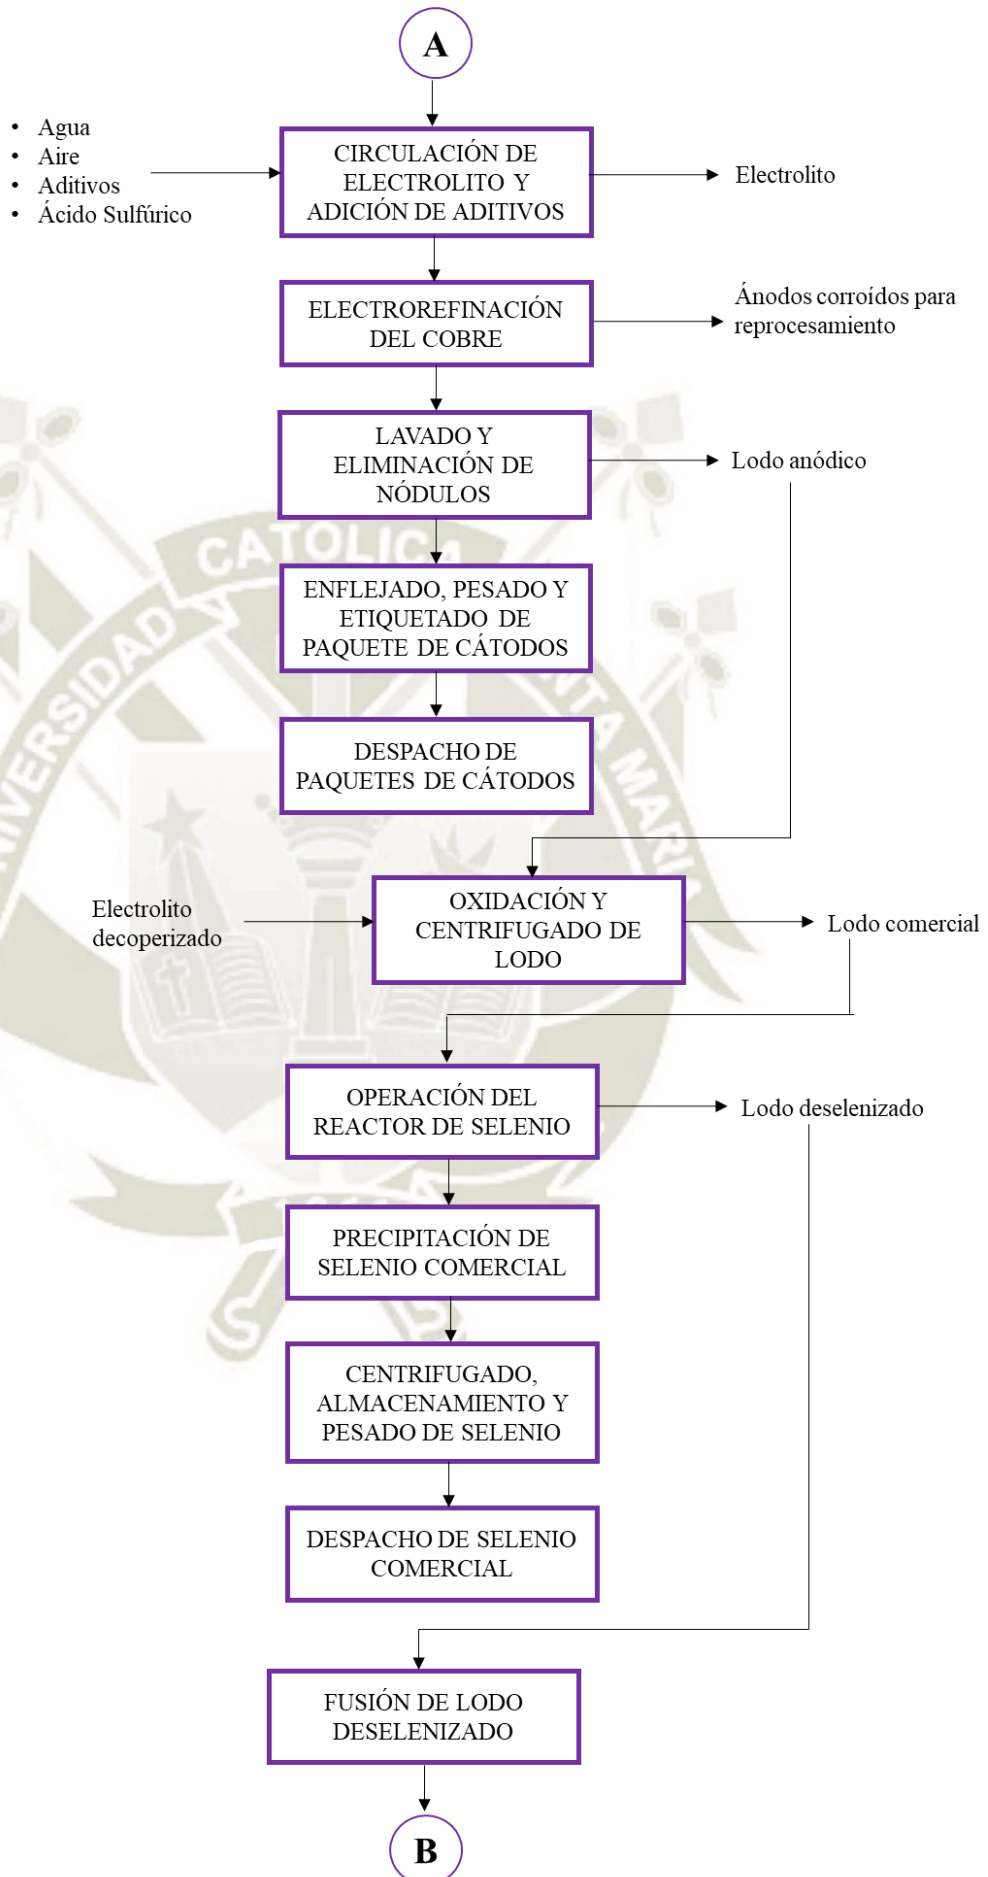 A
• Agua
• Aire
• Aditivos
• Ácido Sulfúrico
CIRCULACIÓN DE
ELECTROLITO Y
ADICIÓN DE ADITIVOS
Electrolito
ELECTROREFINACIÓN
DEL COBRE
Ánodos corroídos para
reprocesamiento
LAVADO Y
ELIMINACIÓN DE
NÓDULOS
Lodo anódico
ENFLEJADO, PESADO Y
ETIQUETADO DE
PAQUETE DE CÁTODOS
DESPACHO DE
PAQUETES DE CÁTODOS
Electrolito
decoperizado
OXIDACIÓN Y
CENTRIFUGADO DE
LODO
Lodo comercial
OPERACIÓN DEL
REACTOR DE SELENIO
Lodo deselenizado
PRECIPITACIÓN DE
SELENIO COMERCIAL
CENTRIFUGADO,
ALMACENAMIENTO Y
PESADO DE SELENIO
DESPACHO DE SELENIO
COMERCIAL
FUSIÓN DE LODO
DESELENIZADO
B
CATOLICA
MARIA